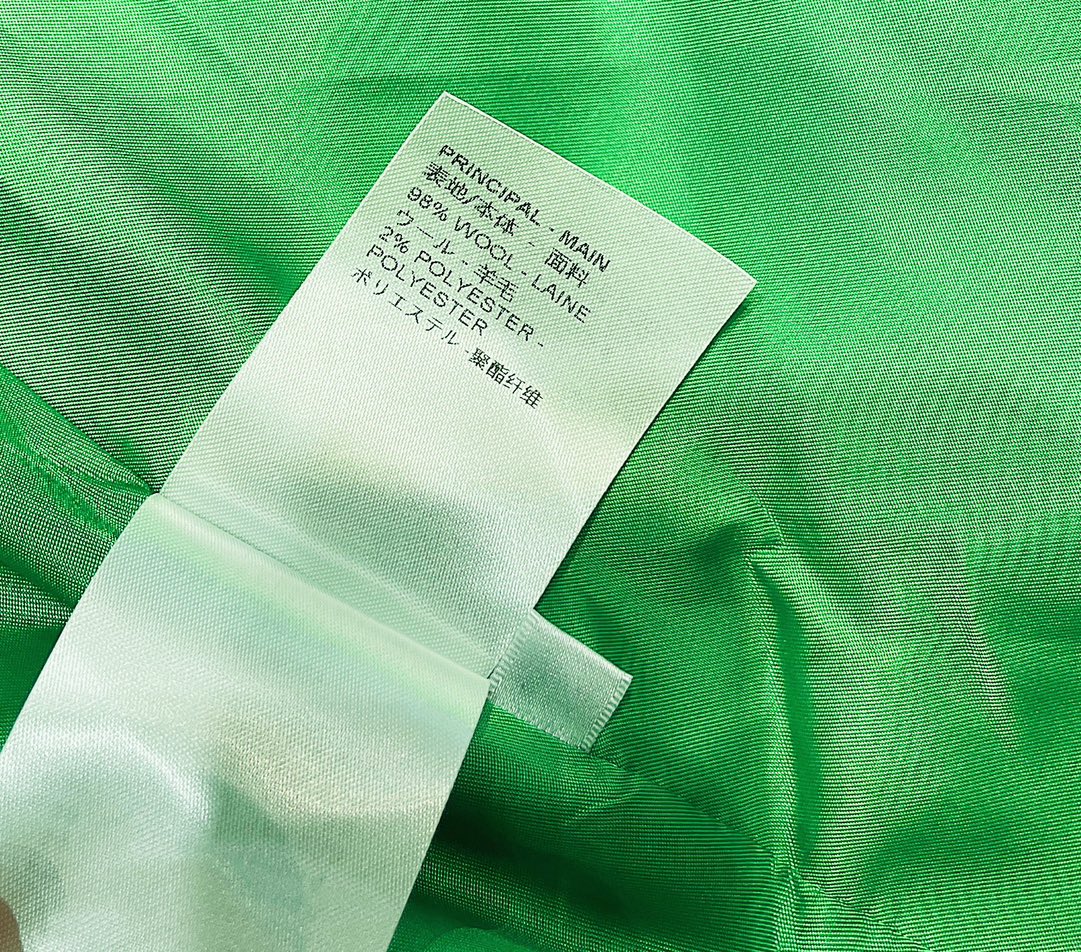 PRINCIPAL - MAIN
表地/本体 - 面料
98% WOOL - LAINE
ウール - 羊毛
2% POLYESTER -
POLYESTER
ポリエステル - 聚酯纤维